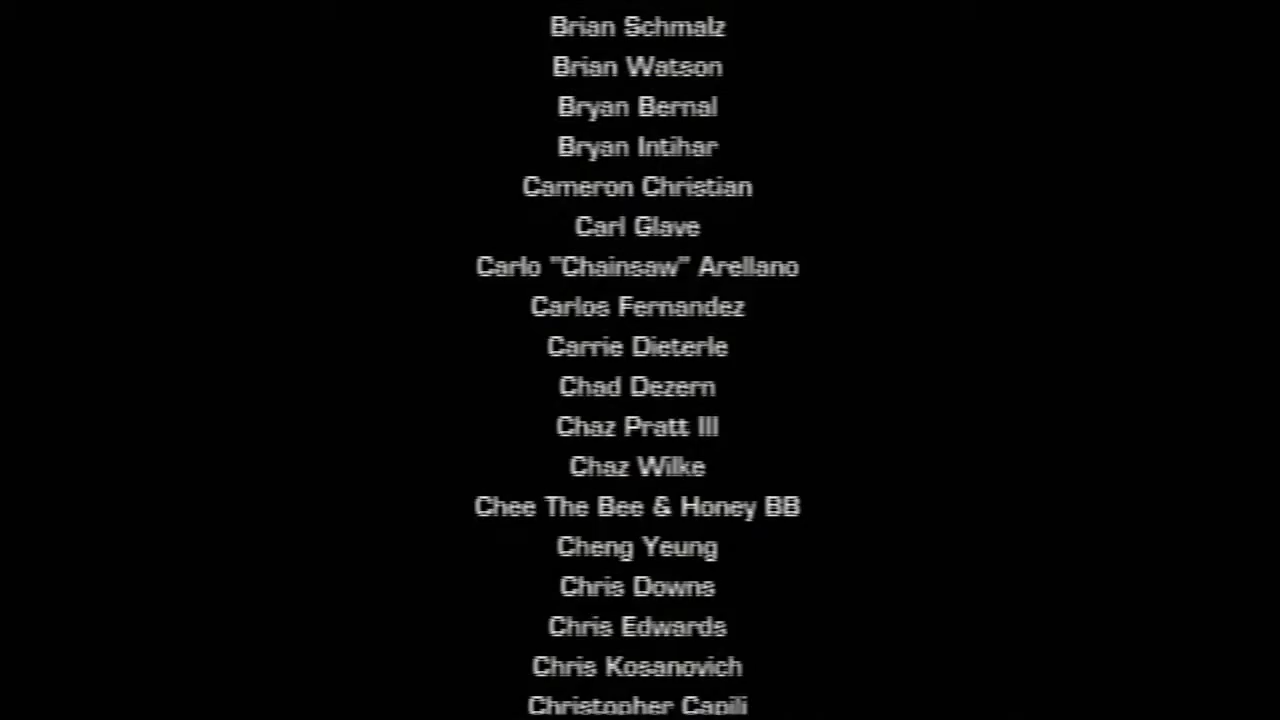 Brian Schmalz
Brian Watson
Bryan Bernal
Bryan Intihar
Cameron Christian
Carl Glave
Carlo "Chainsaw" Arellano
Carlos Fernandez
Carrie Dieterle
Chad Dezern
Chaz Pratt III
Chaz Wilke
Chee The Bee & Honey BB
Cheng Yeung
Chris Downs
Chris Edwards
Chris Kosanovich
Christopher Capili